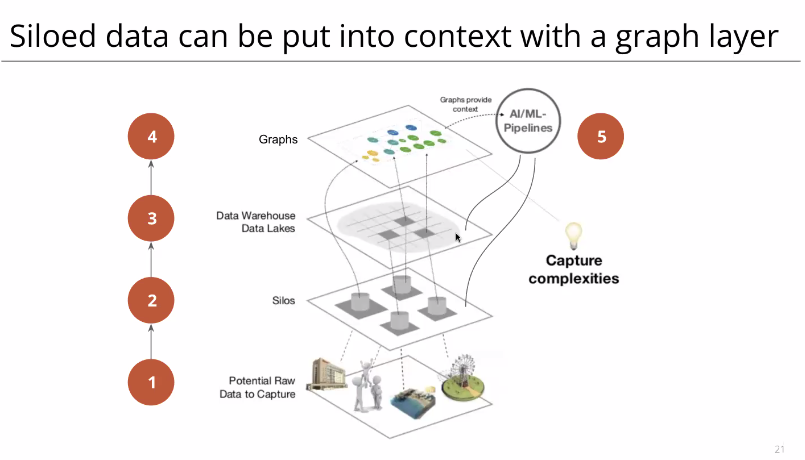 Siloed data can be put into context with a graph layer
Graphs provide
context
AI/ML-
Pipelines
4
Graphs
5
3
Data Warehouse
Data Lakes
Capture
complexities
2
Silos
1
Potential Raw
Data to Capture
21